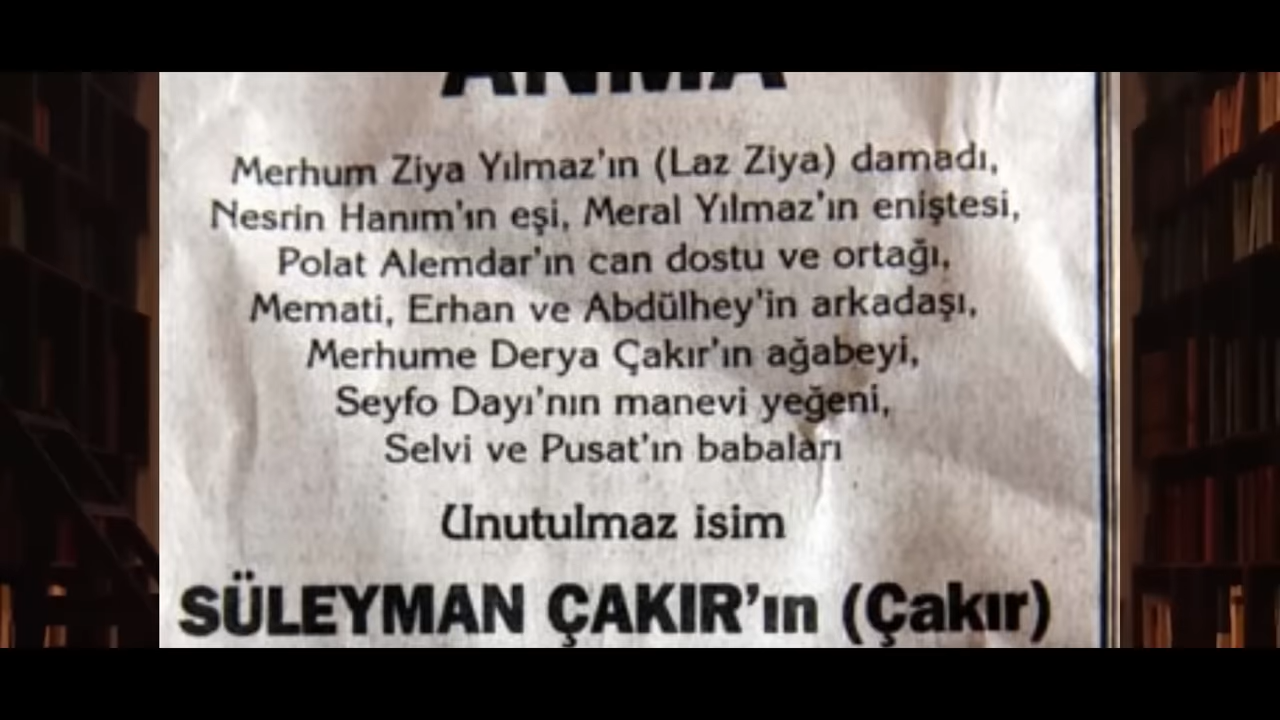 ANMA
Merhum Ziya Yılmaz'ın (Laz Ziya) damadı,
Nesrin Hanım'ın eşi, Meral Yılmaz'ın eniştesi,
Polat Alemdar'ın can dostu ve ortağı,
Memati, Erhan ve Abdülhey'in arkadaşı,
Merhume Derya Çakır'ın ağabeyi,
Seyfo Dayı'nın manevi yeğeni,
Selvi ve Pusat'ın babaları
Unutulmaz isim
SÜLEYMAN ÇAKIR'ın (Çakır)